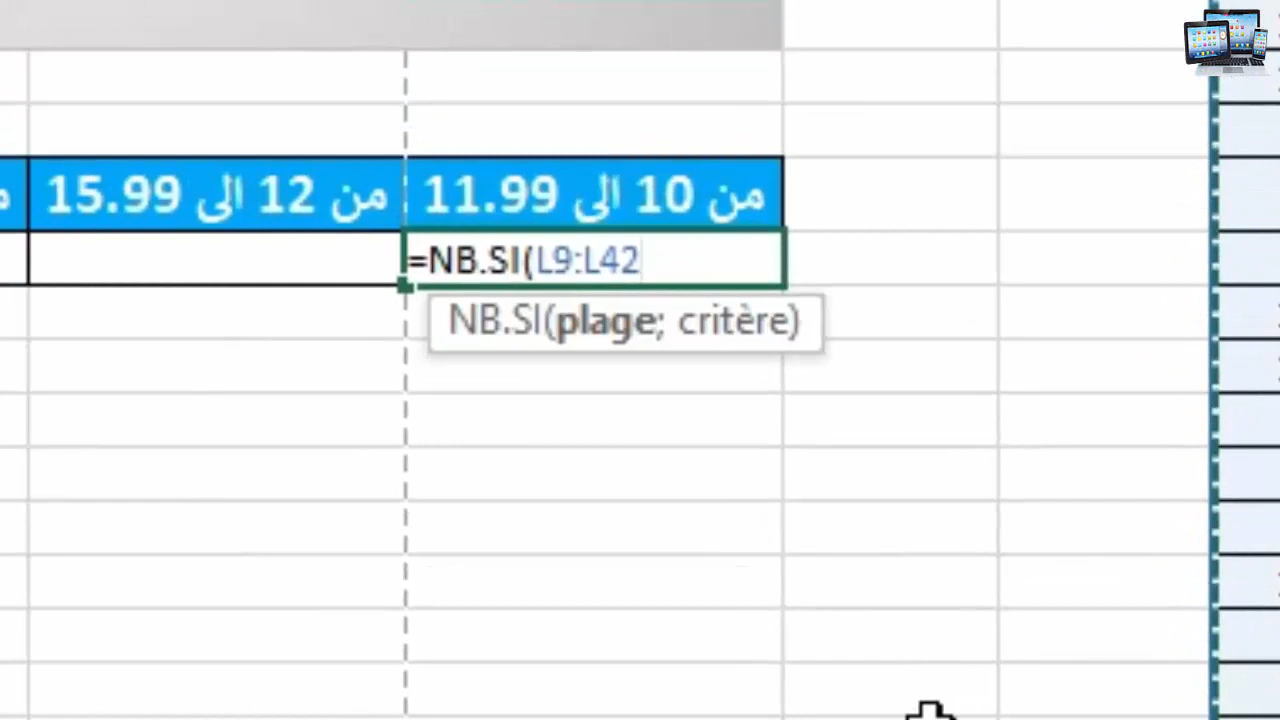 من 10 الى 11.99
من 12 الى 15.99
=NB.SI(L9:L42
NB.SI(plage; critère)